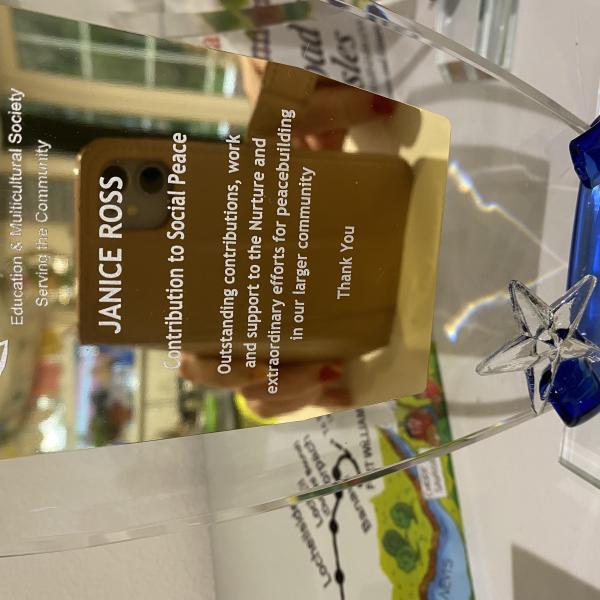 Education & Multicultural Society
Serving the Community
JANICE ROSS
Contribution to Social Peace
Outstanding contributions, work
and support to the Nurture and
extraordinary efforts for peacebuilding
in our larger community
Thank You
Lochailside